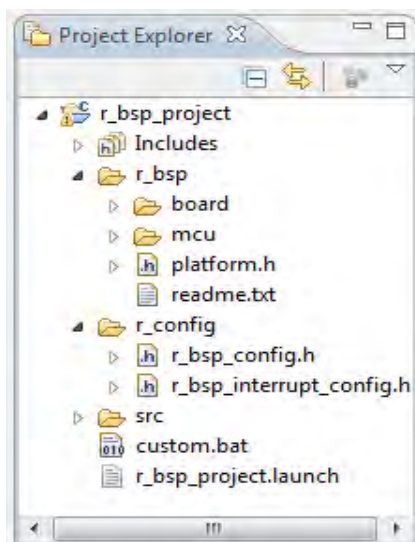 Project Explorer
r_bsp_project
Includes
r_bsp
board
mcu
platform.h
readme.txt
r_config
r_bsp_config.h
r_bsp_interrupt_config.h
src
custom.bat
r_bsp_project.launch